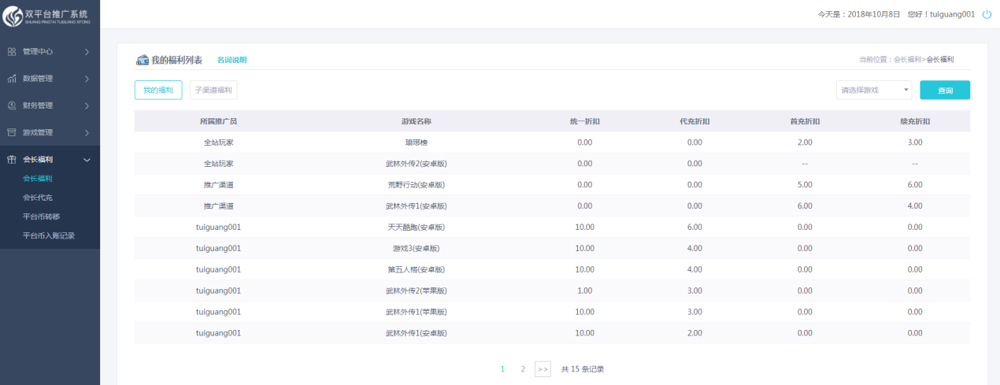 双平台推广系统
SHUANG PINGTAI TUIGUANG XITONG
今天是：2018年10月8日 您好！tuiguang001
管理中心
数据管理
财务管理
游戏管理
会长福利
会长福利
会长代充
平台币转移
平台币入账记录
我的福利列表 名词说明 当前位置：会长福利>会长福利
我的福利 子渠道福利 请选择游戏 查询
所属推广员 游戏名称 统一折扣 代充折扣 首充折扣 续充折扣
全站玩家 琅琊榜 0.00 0.00 2.00 3.00
全站玩家 武林外传2(安卓版) 0.00 0.00 -- --
推广渠道 荒野行动(安卓版) 0.00 0.00 5.00 6.00
推广渠道 武林外传1(安卓版) 0.00 0.00 6.00 4.00
tuiguang001 天天酷跑(安卓版) 10.00 6.00 0.00 0.00
tuiguang001 游戏3(安卓版) 10.00 4.00 0.00 0.00
tuiguang001 第五人格(安卓版) 10.00 4.00 0.00 0.00
tuiguang001 武林外传2(苹果版) 1.00 3.00 0.00 0.00
tuiguang001 武林外传1(苹果版) 10.00 3.00 0.00 0.00
tuiguang001 武林外传1(安卓版) 10.00 2.00 0.00 0.00
1 2 >> 共 15 条记录